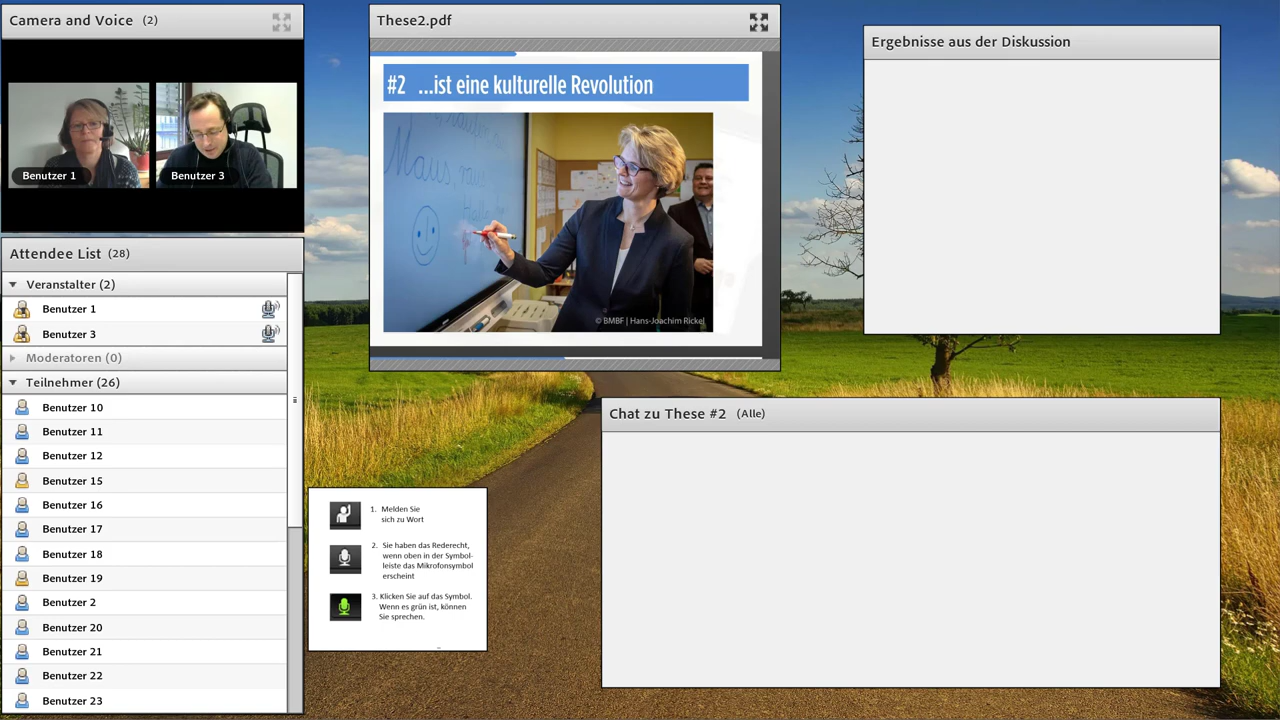 Camera and Voice (2)
Benutzer 1
Benutzer 3
Attendee List (28)
Veranstalter (2)
Benutzer 1
Benutzer 3
Moderatoren (0)
Teilnehmer (26)
Benutzer 10
Benutzer 11
Benutzer 12
Benutzer 15
Benutzer 16
Benutzer 17
Benutzer 18
Benutzer 19
Benutzer 2
Benutzer 20
Benutzer 21
Benutzer 22
Benutzer 23
These2.pdf
#2 ...ist eine kulturelle Revolution
Maus,
© BMBF | Hans-Joachim Rickel
1. Melden Sie
sich zu Wort
2. Sie haben das Rederecht,
wenn oben in der Symbol-
leiste das Mikrofonsymbol
erscheint
3. Klicken Sie auf das Symbol.
Wenn es grün ist, können
Sie sprechen.
Ergebnisse aus der Diskussion
Chat zu These #2 (Alle)